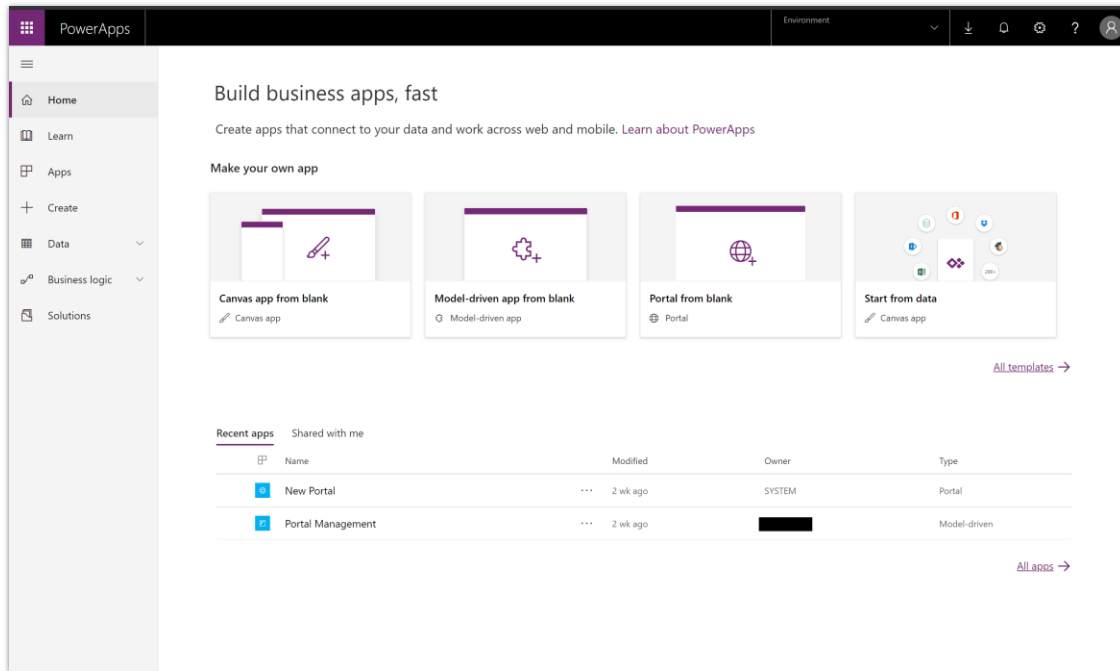 PowerApps
Environment
?
Home
Learn
Apps
Create
Data
Business logic
Solutions
Build business apps, fast
Create apps that connect to your data and work across web and mobile. Learn about PowerApps
Make your own app
Canvas app from blank
Canvas app
Model-driven app from blank
Model-driven app
Portal from blank
Portal
200+
Start from data
Canvas app
All templates
Recent apps Shared with me
Name Modified Owner Type
New Portal ... 2 wk ago SYSTEM Portal
Portal Management ... 2 wk ago Model-driven
All apps